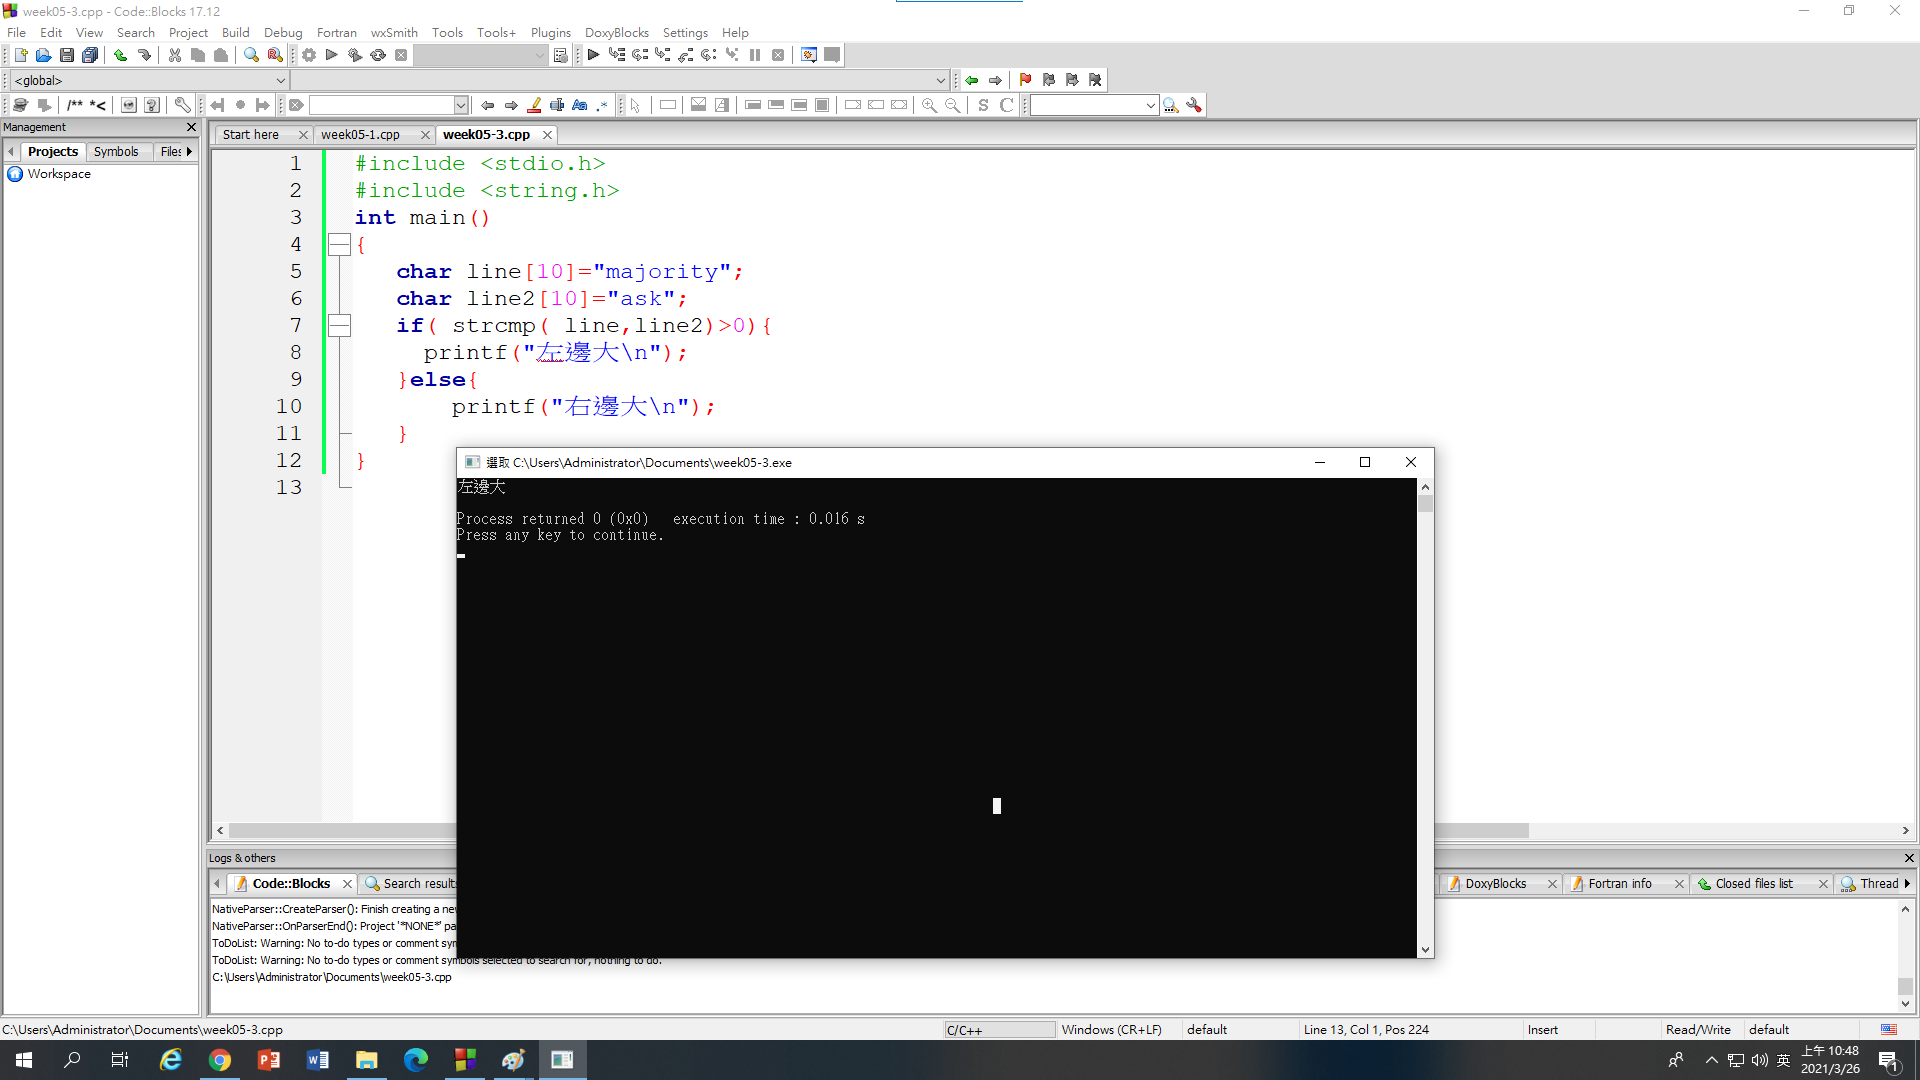 week05-3.cpp - Code::Blocks 17.12
File Edit View Search Project Build Debug Fortran wxSmith Tools Tools+ Plugins DoxyBlocks Settings Help
<global>
/** *<
Aa .*
S C
Management
Projects Symbols Files
Workspace
Start here week05-1.cpp week05-3.cpp
1 #include <stdio.h>
2 #include <string.h>
3 int main()
4 {
5 char line[10]="majority";
6 char line2[10]="ask";
7 if( strcmp( line,line2)>0){
8 printf("左邊大\n");
9 }else{
10 printf("右邊大\n");
11 }
12 }
13
選取 C:\Users\Administrator\Documents\week05-3.exe
左邊大
Process returned 0 (0x0) execution time : 0.016 s
Press any key to continue.
Logs & others
Code::Blocks Search results DoxyBlocks Fortran info Closed files list Thread
NativeParser::CreateParser(): Finish creating a new
NativeParser::OnParserEnd(): Project '*NONE*' pa
ToDoList: Warning: No to-do types or comment sym
ToDoList: Warning: No to-do types or comment symbols selected to search for, nothing to do.
C:\Users\Administrator\Documents\week05-3.cpp
C:\Users\Administrator\Documents\week05-3.cpp C/C++ Windows (CR+LF) default Line 13, Col 1, Pos 224 Insert Read/Write default
英 上午 10:48
2021/3/26
1